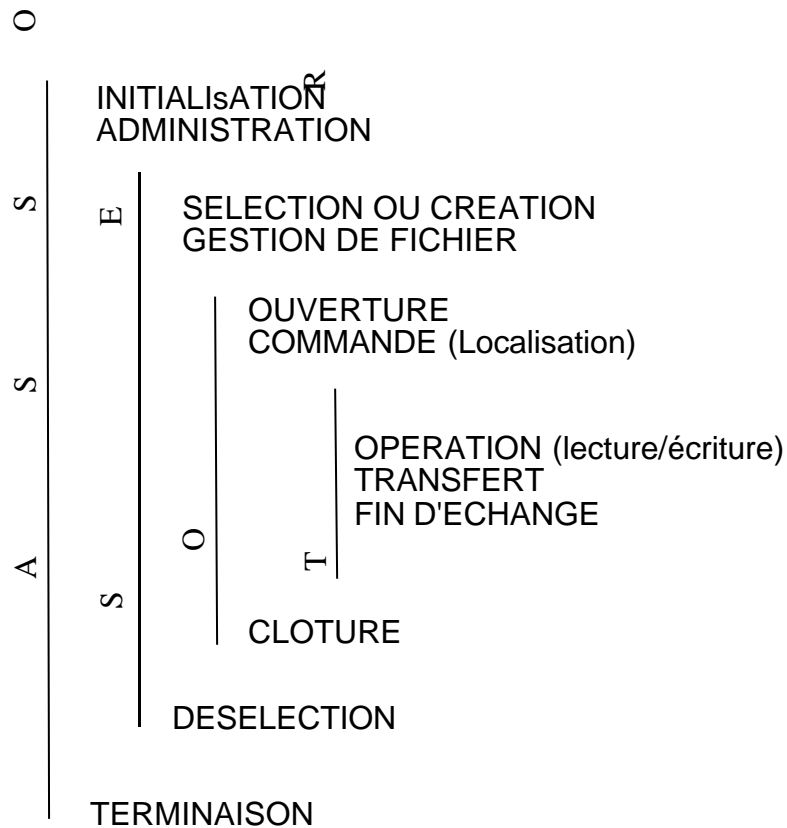 A S S O
INITIALIsATION
ADMINISTRATION
S E
SELECTION OU CREATION
GESTION DE FICHIER
O
OUVERTURE
COMMANDE (Localisation)
T R
OPERATION (lecture/écriture)
TRANSFERT
FIN D'ECHANGE
CLOTURE
DESELECTION
TERMINAISON